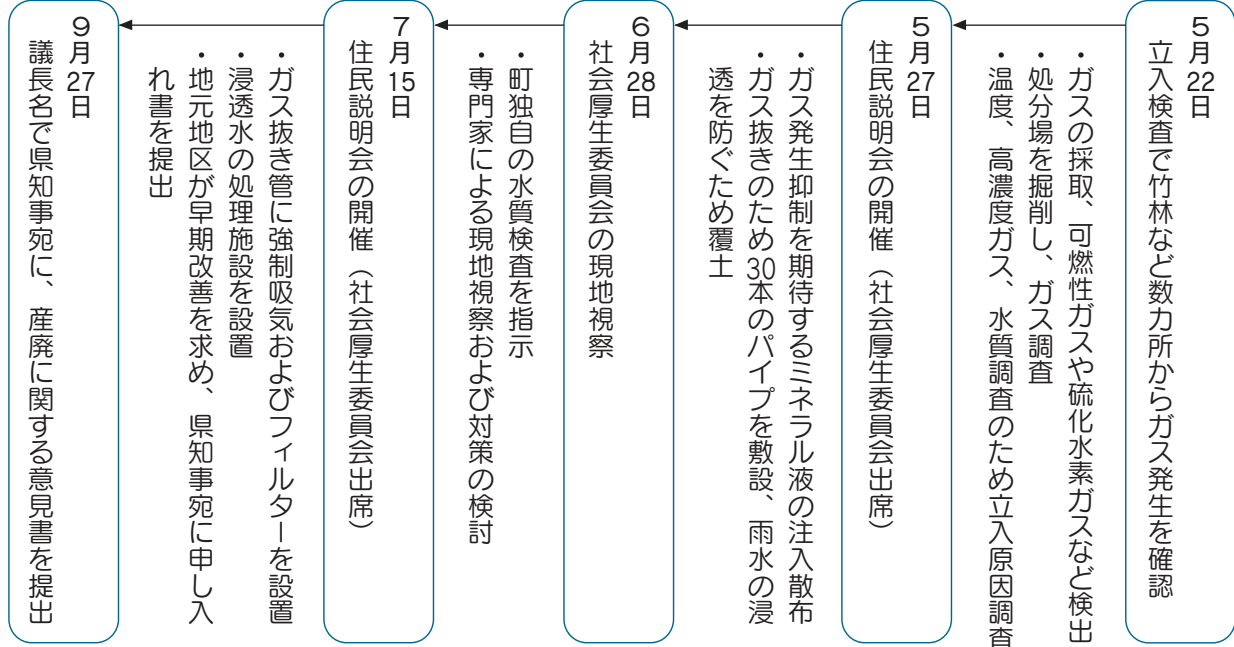 5月22日
立入検査で竹林など数カ所からガス発生を確認
・ガスの採取、可燃性ガスや硫化水素ガスなど検出
・処分場を掘削し、ガス調査
・温度、高濃度ガス、水質調査のため立入原因調査
5月27日
住民説明会の開催（社会厚生委員会出席）
・ガス発生抑制を期待するミネラル液の注入散布
・ガス抜きのため30本のパイプを敷設、雨水の浸
透を防ぐため覆土
6月28日
社会厚生委員会の現地視察
・町独自の水質検査を指示
・専門家による現地視察および対策の検討
7月15日
住民説明会の開催（社会厚生委員会出席）
・ガス抜き管に強制吸気およびフィルターを設置
・浸透水の処理施設を設置
・地元地区が早期改善を求め、県知事宛に申し入
れ書を提出
9月27日
議長名で県知事宛に、産廃に関する意見書を提出